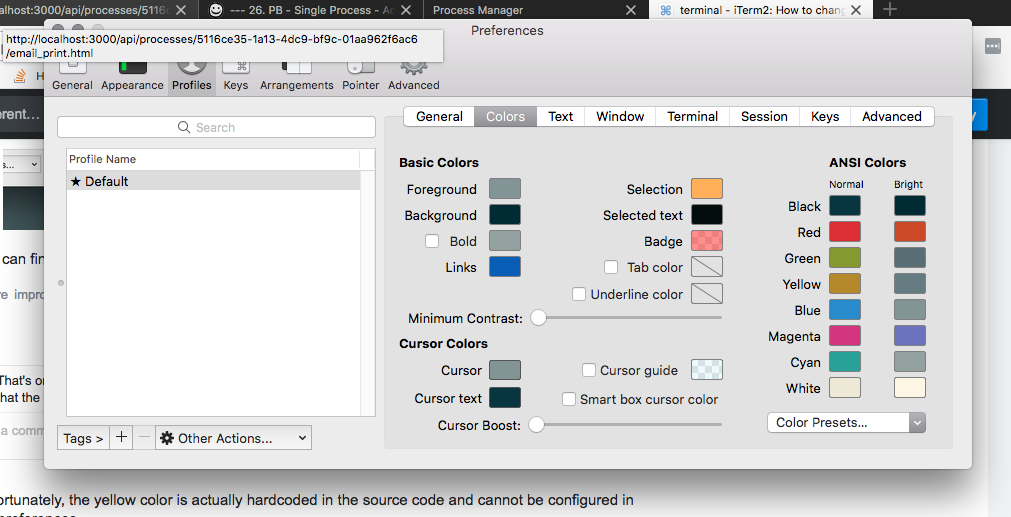 alhost:3000/api/processes/5116
--- 26. PB - Single Process - Ac
Process Manager
terminal - iTerm2: How to chang
Preferences
http://localhost:3000/api/processes/5116ce35-1a13-4dc9-bf9c-01aa962f6ac6
/email_print.html
H
General
Appearance
Profiles
Keys
Arrangements
Pointer
Advanced
erent...
s...
General
Colors
Text
Window
Terminal
Session
Keys
Advanced
Search
Profile Name
★ Default
Basic Colors
Foreground
Background
Bold
Links
Selection
Selected text
Badge
Tab color
Underline color
Minimum Contrast:
Cursor Colors
Cursor
Cursor text
Cursor guide
Smart box cursor color
Cursor Boost:
ANSI Colors
Normal
Bright
Black
Red
Green
Yellow
Blue
Magenta
Cyan
White
Color Presets...
Tags >
+
−
Other Actions...
can fin
re impro
That's o
hat the
a comm
ortunately, the yellow color is actually hardcoded in the source code and cannot be configured in